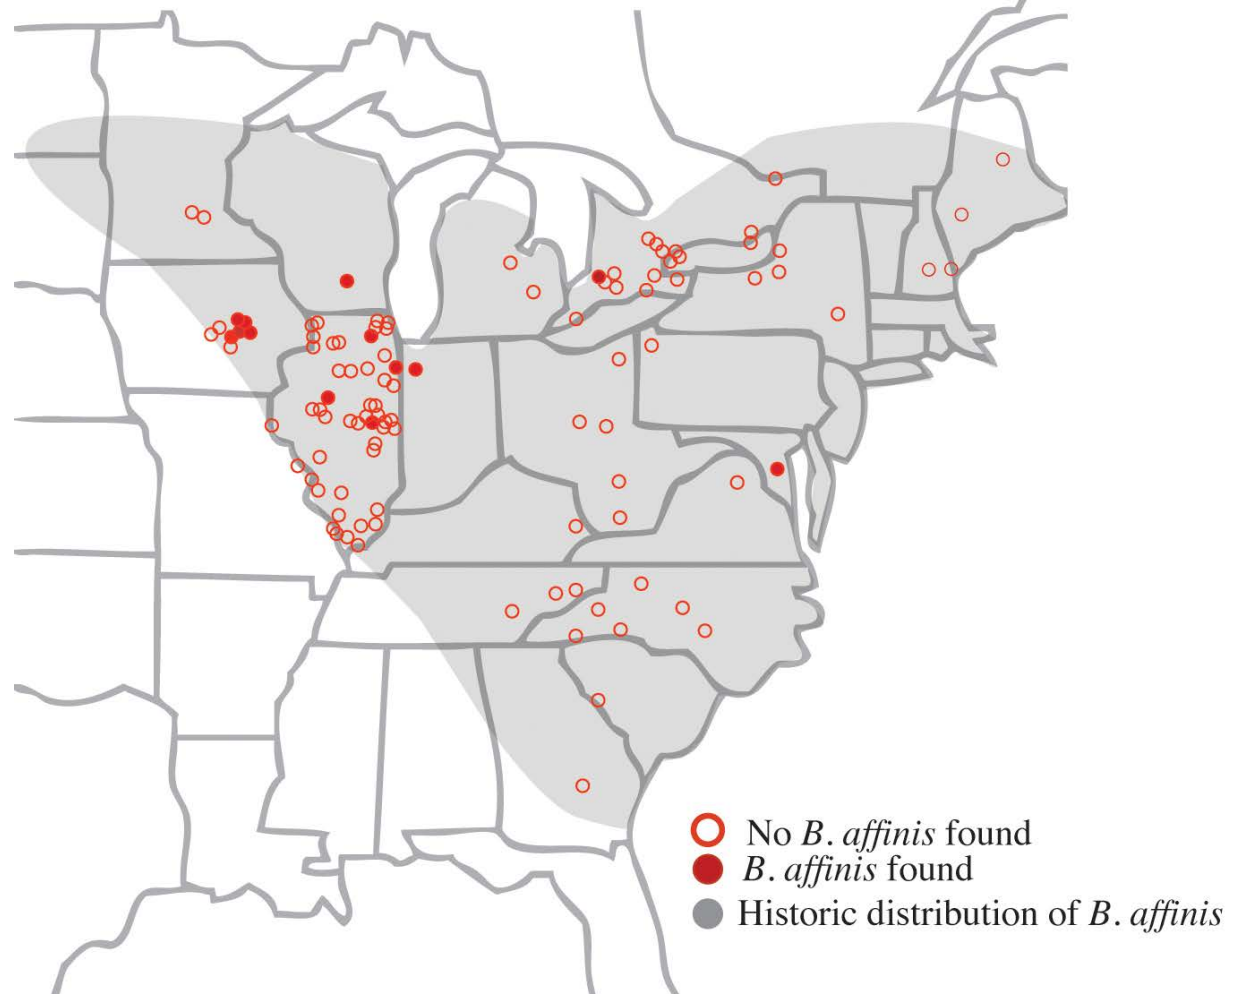 No B. affinis found
B. affinis found
Historic distribution of B. affinis